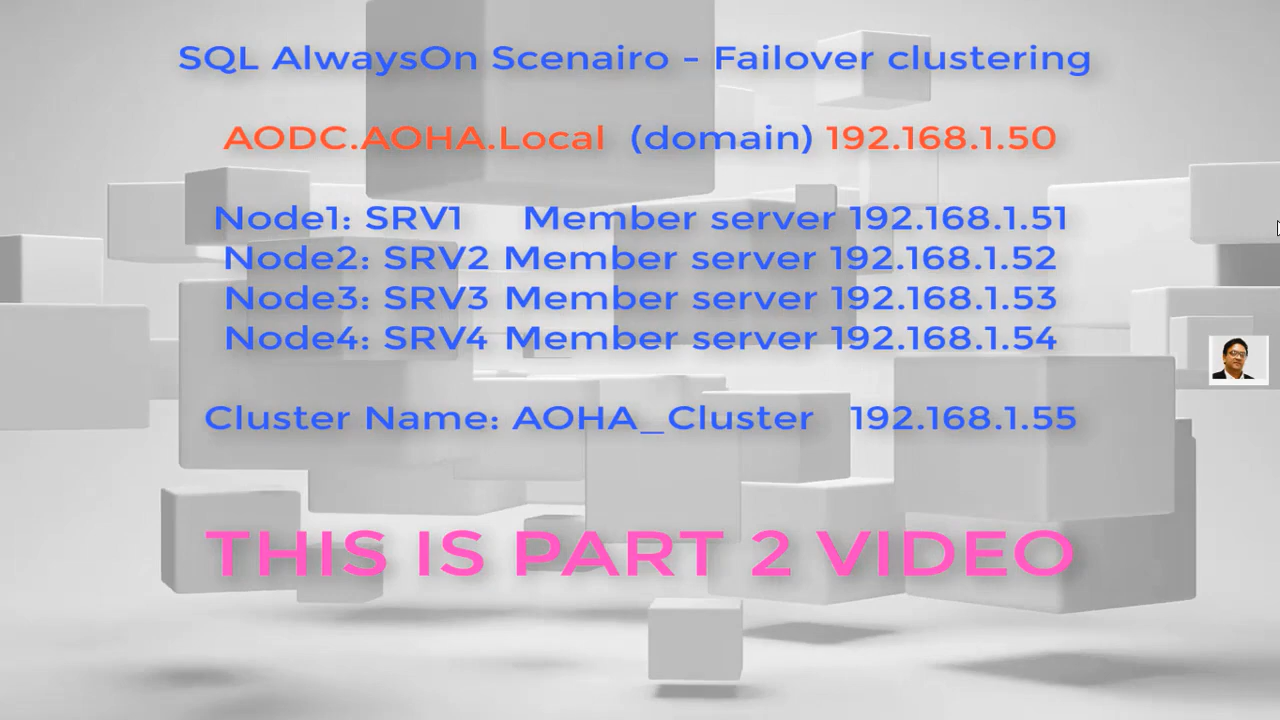 SQL AlwaysOn Scenairo - Failover clustering
AODC.AOHA.Local (domain) 192.168.1.50
Node1: SRV1 Member server 192.168.1.51
Node2: SRV2 Member server 192.168.1.52
Node3: SRV3 Member server 192.168.1.53
Node4: SRV4 Member server 192.168.1.54
Cluster Name: AOHA_Cluster 192.168.1.55
THIS IS PART 2 VIDEO